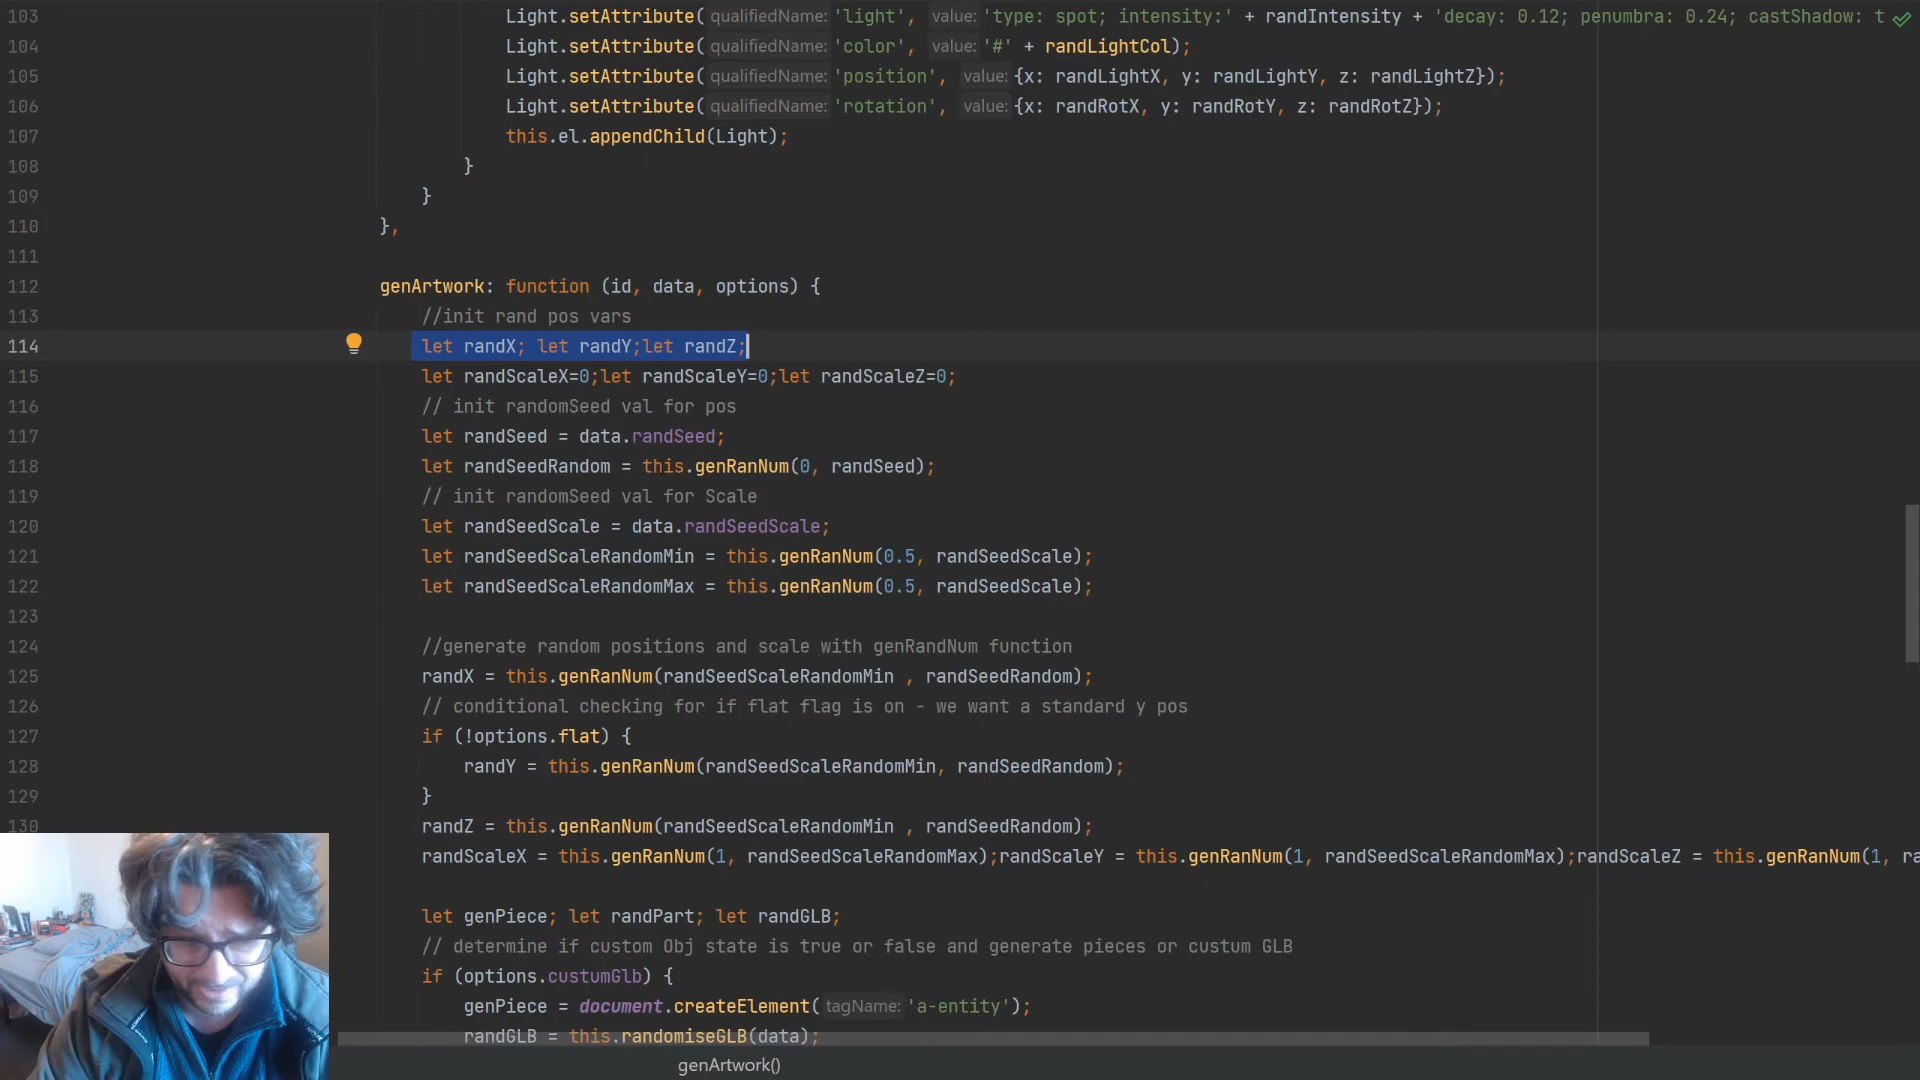 103 Light.setAttribute( qualifiedName: 'light', value: 'type: spot; intensity:' + randIntensity + 'decay: 0.12; penumbra: 0.24; castShadow: t
104 Light.setAttribute( qualifiedName: 'color', value: '#' + randLightCol);
105 Light.setAttribute( qualifiedName: 'position', value: {x: randLightX, y: randLightY, z: randLightZ});
106 Light.setAttribute( qualifiedName: 'rotation', value: {x: randRotX, y: randRotY, z: randRotZ});
107 this.el.appendChild(Light);
108 }
109 }
110 },
111
112 genArtwork: function (id, data, options) {
113 //init rand pos vars
114 let randX; let randY;let randZ;
115 let randScaleX=0;let randScaleY=0;let randScaleZ=0;
116 // init randomSeed val for pos
117 let randSeed = data.randSeed;
118 let randSeedRandom = this.genRanNum(0, randSeed);
119 // init randomSeed val for Scale
120 let randSeedScale = data.randSeedScale;
121 let randSeedScaleRandomMin = this.genRanNum(0.5, randSeedScale);
122 let randSeedScaleRandomMax = this.genRanNum(0.5, randSeedScale);
123
124 //generate random positions and scale with genRandNum function
125 randX = this.genRanNum(randSeedScaleRandomMin , randSeedRandom);
126 // conditional checking for if flat flag is on - we want a standard y pos
127 if (!options.flat) {
128 randY = this.genRanNum(randSeedScaleRandomMin, randSeedRandom);
129 }
130 randZ = this.genRanNum(randSeedScaleRandomMin , randSeedRandom);
randScaleX = this.genRanNum(1, randSeedScaleRandomMax);randScaleY = this.genRanNum(1, randSeedScaleRandomMax);randScaleZ = this.genRanNum(1, ra
let genPiece; let randPart; let randGLB;
// determine if custom Obj state is true or false and generate pieces or custum GLB
if (options.custumGlb) {
genPiece = document.createElement( tagName: 'a-entity');
randGLB = this.randomiseGLB(data);
genArtwork()